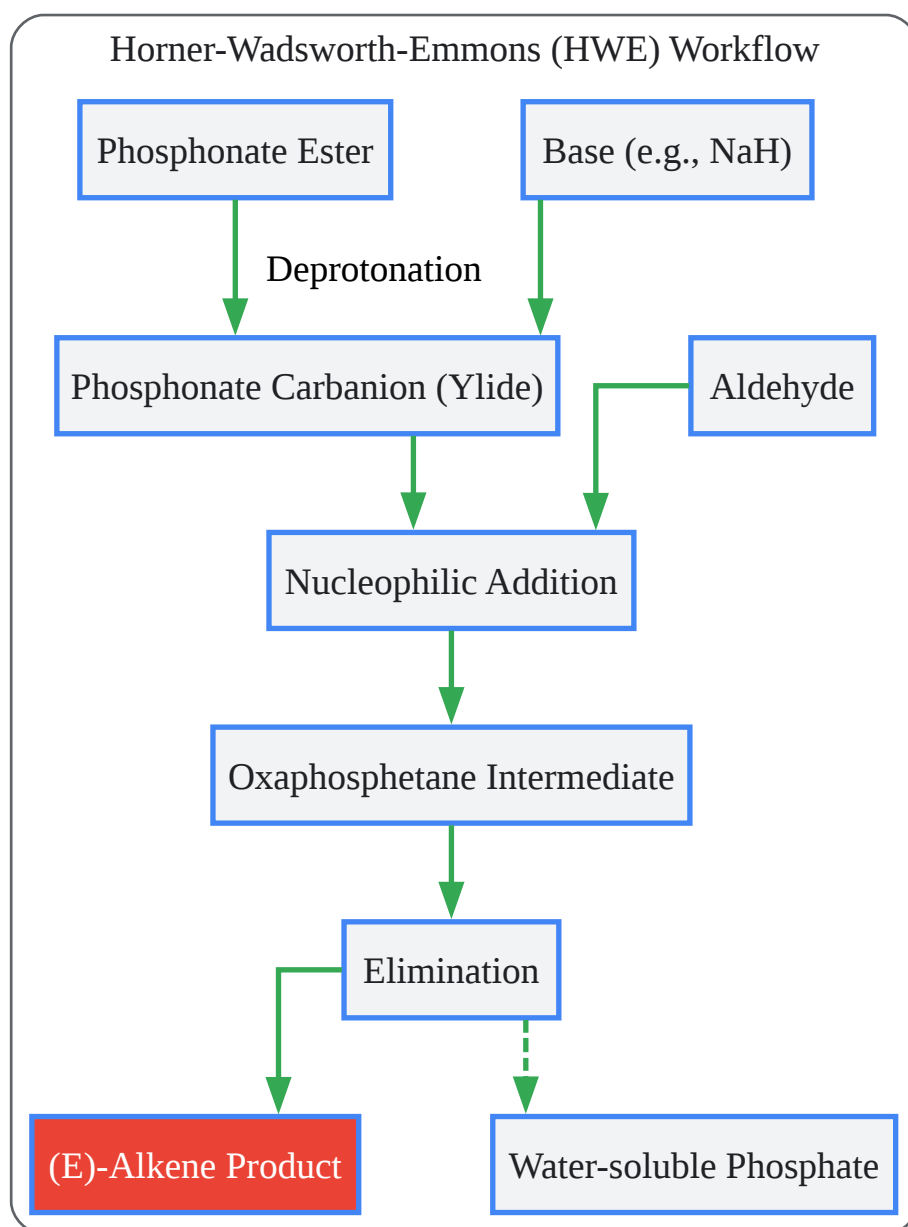 Horner-Wadsworth-Emmons (HWE) Workflow
Phosphonate Ester
Base (e.g., NaH)
Deprotonation
Phosphonate Carbanion (Ylide)
Aldehyde
Nucleophilic Addition
Oxaphosphetane Intermediate
Elimination
(E)-Alkene Product
Water-soluble Phosphate